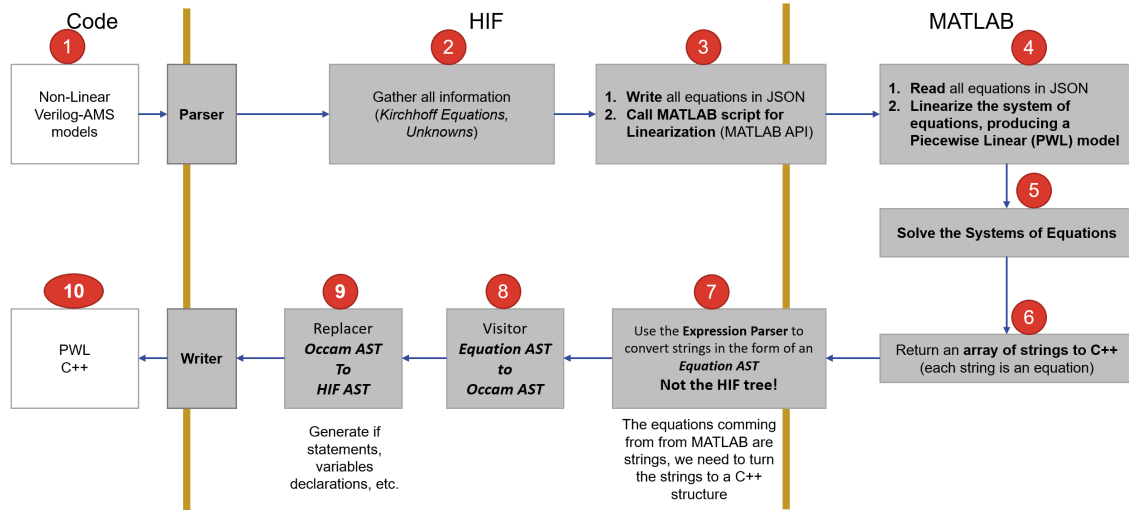 Code
HIF
MATLAB
1
2
3
4
Non-Linear
Verilog-AMS
models
Parser
Gather all information
(Kirchhoff Equations,
Unknowns)
1. Write all equations in JSON
2. Call MATLAB script for
Linearization (MATLAB API)
1. Read all equations in JSON
2. Linearize the system of
equations, producing a
Piecewise Linear (PWL) model
5
Solve the Systems of Equations
6
Return an array of strings to C++
(each string is an equation)
7
Use the Expression Parser to
convert strings in the form of an
Equation AST
Not the HIF tree!
The equations comming
from from MATLAB are
strings, we need to turn
the strings to a C++
structure
8
Visitor
Equation AST
to
Occam AST
9
Replacer
Occam AST
To
HIF AST
Generate if
statements,
variables
declarations, etc.
Writer
10
PWL
C++